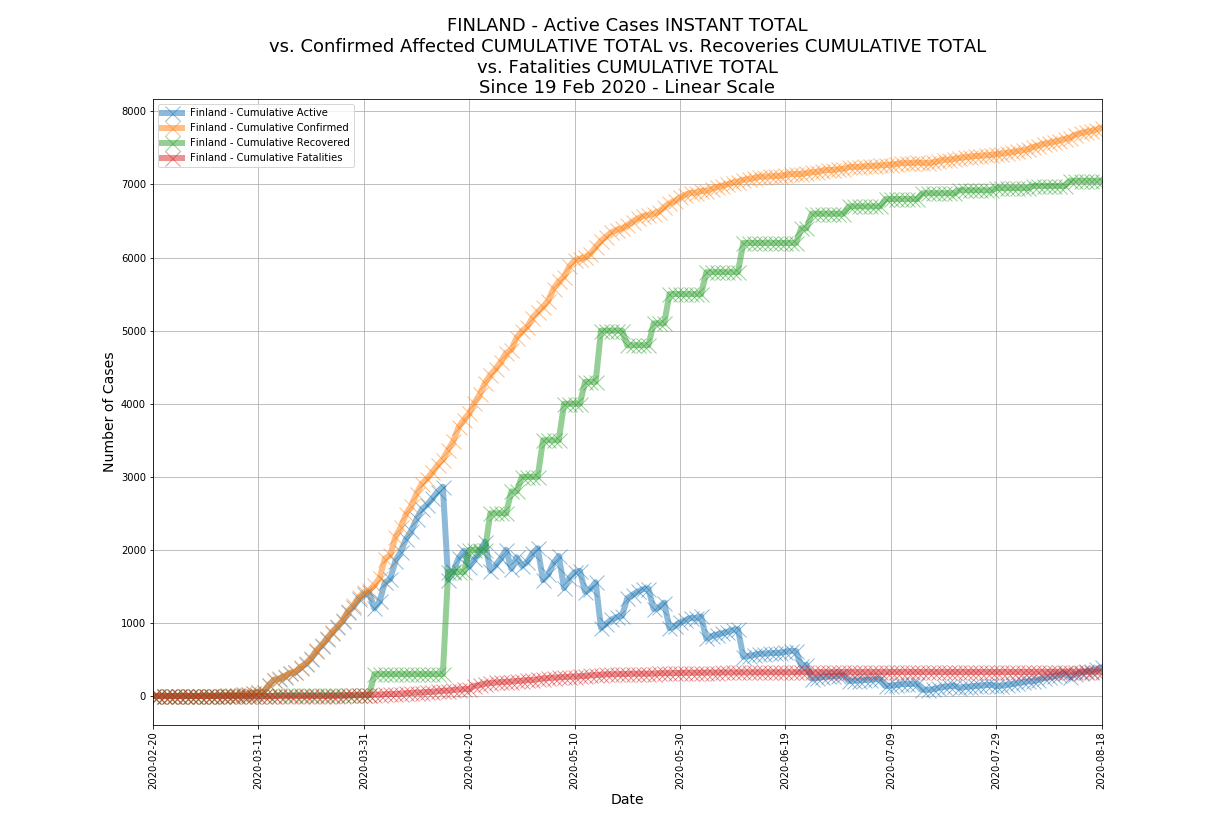 FINLAND - Active Cases INSTANT TOTAL
vs. Confirmed Affected CUMULATIVE TOTAL vs. Recoveries CUMULATIVE TOTAL
vs. Fatalities CUMULATIVE TOTAL
Since 19 Feb 2020 - Linear Scale
Finland - Cumulative Active
Finland - Cumulative Confirmed
Finland - Cumulative Recovered
Finland - Cumulative Fatalities
Number of Cases
8000
7000
6000
5000
4000
3000
2000
1000
0
2020-02-20
2020-03-11
2020-03-31
2020-04-20
2020-05-10
2020-05-30
2020-06-19
2020-07-09
2020-07-29
2020-08-18
Date